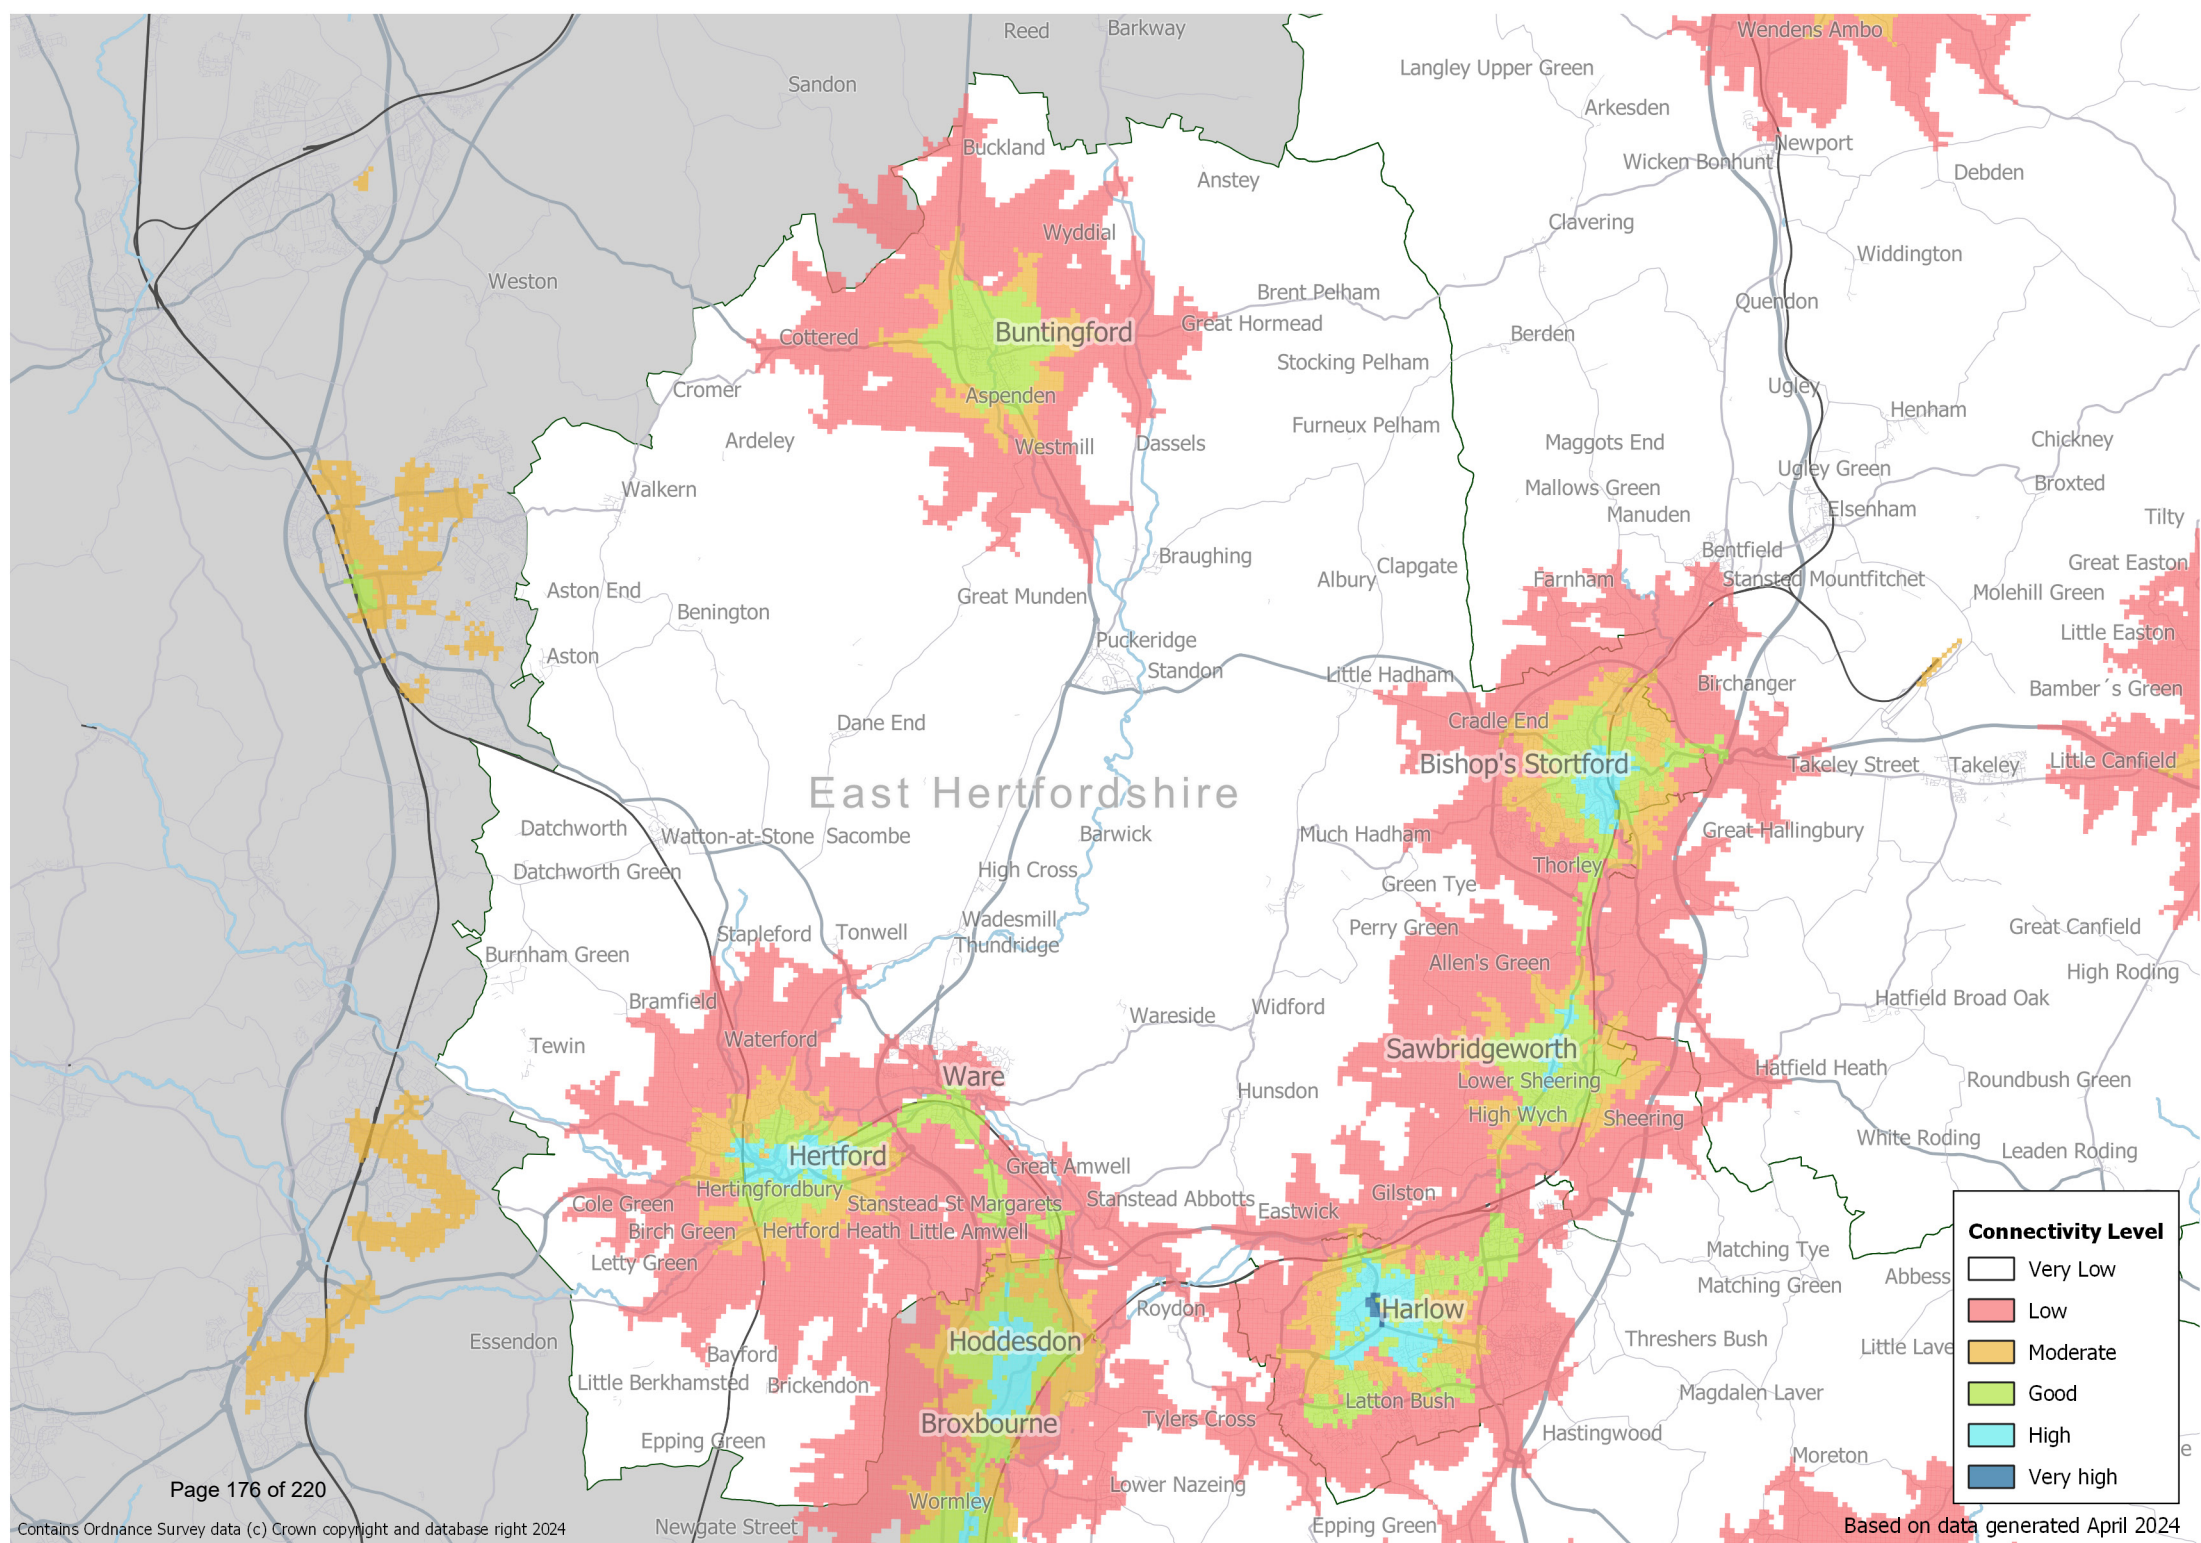 Reed
Barkway
Wendens Ambo
Langley Upper Green
Sandon
Arkesden
Buckland
Newport
Wicken Bonhunt
Debden
Anstey
Clavering
Wyddial
Widdington
Weston
Brent Pelham
Quendon
Great Hormead
Buntingford
Cottered
Berden
Stocking Pelham
Cromer
Ugley
Aspenden
Henham
Furneux Pelham
Ardeley
Westmill
Dassels
Maggots End
Chickney
Ugley Green
Walkern
Mallows Green
Broxted
Manuden
Elsenham
Tilty
Braughing
Bentfield
Great Easton
Clapgate
Albury
Farnham
Stansted Mountfitchet
Aston End
Great Munden
Molehill Green
Benington
Little Easton
Puckeridge
Aston
Standon
Little Hadham
Birchanger
Bamber´s Green
Dane End
Cradle End
Bishop's Stortford
Takeley Street
Takeley
Little Canfield
East Hertfordshire
Datchworth
Watton-at-Stone
Sacombe
Barwick
Much Hadham
Great Hallingbury
Datchworth Green
High Cross
Thorley
Green Tye
Wadesmill
Stapleford
Tonwell
Perry Green
Great Canfield
Thundridge
Burnham Green
Allen's Green
High Roding
Bramfield
Widford
Hatfield Broad Oak
Wareside
Waterford
Tewin
Sawbridgeworth
Hatfield Heath
Ware
Lower Sheering
Roundbush Green
Hunsdon
High Wych
Sheering
White Roding
Hertford
Leaden Roding
Great Amwell
Hertingfordbury
Gilston
Cole Green
Stanstead St Margarets
Stanstead Abbotts
Eastwick
Birch Green
Hertford Heath
Little Amwell
Connectivity Level
Letty Green
Matching Tye
Very Low
Abbess
Matching Green
Roydon
Harlow
Low
Essendon
Hoddesdon
Threshers Bush
Little Lave
Bayford
Moderate
Little Berkhamsted
Brickendon
Magdalen Laver
Good
Latton Bush
Broxbourne
Tylers Cross
Hastingwood
High
Epping Green
Moreton
e
Very high
Lower Nazeing
Page 176 of 220
Wormley
Newgate Street
Epping Green
Contains Ordnance Survey data (c) Crown copyright and database right 2024
Based on data generated April 2024